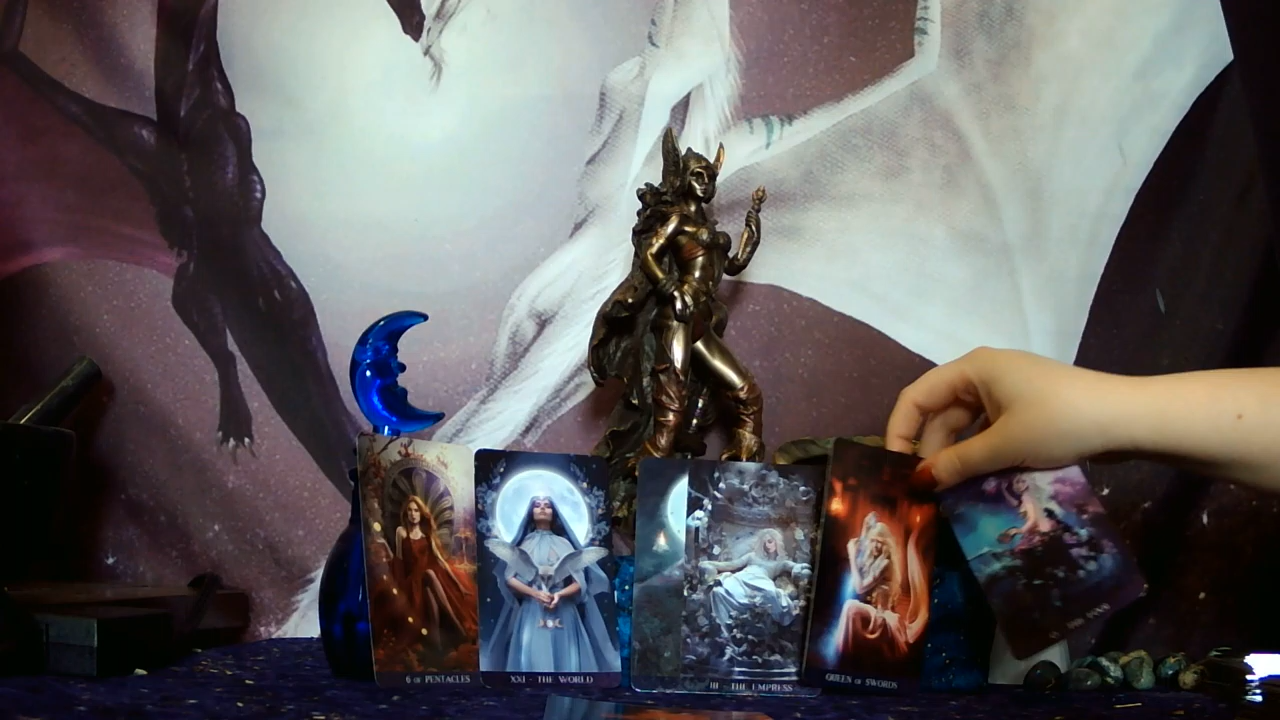 6 OF PENTACLES
XXI - THE WORLD
III - THE EMPRESS
QUEEN OF SWORDS